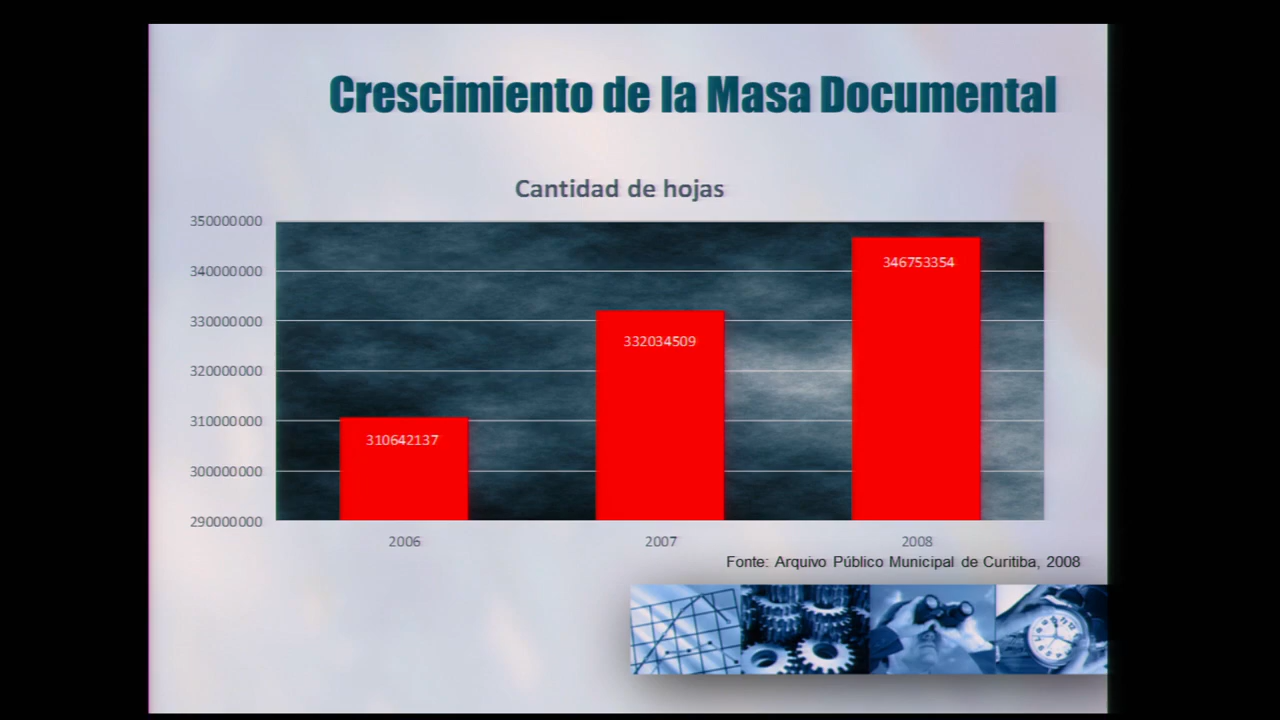 Crescimiento de la Masa Documental
Cantidad de hojas
350000000
340000000
330000000
320000000
310000000
300000000
290000000
310642137
332034509
346753354
2006 2007 2008
Fonte: Arquivo Público Municipal de Curitiba, 2008